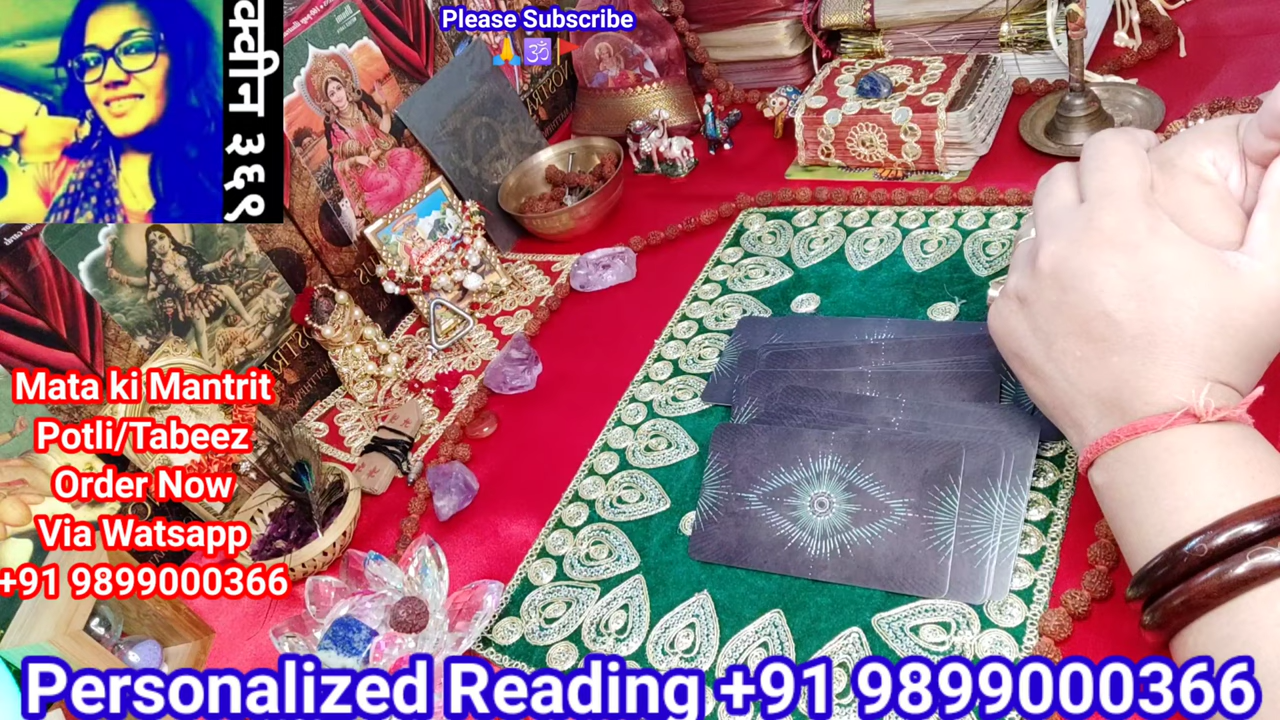 Please Subscribe
🙏🕉🚩
क्वीन ३६९
Mata ki Mantrit
Potli/Tabeez
Order Now
Via Watsapp
+91 9899000366
Personalized Reading +91 9899000366